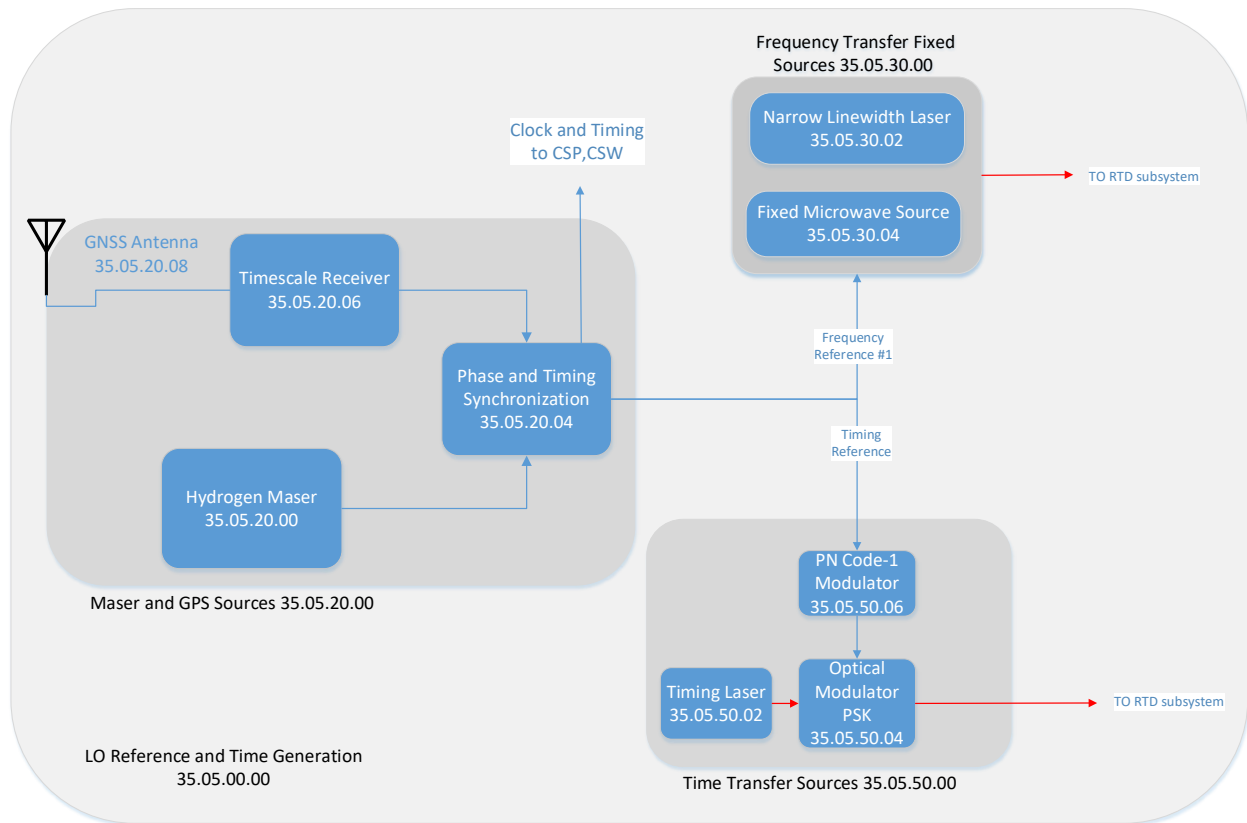 Frequency Transfer Fixed
Sources 35.05.30.00
Narrow Linewidth Laser
35.05.30.02
Clock and Timing
to CSP,CSW
TO RTD subsystem
Fixed Microwave Source
35.05.30.04
GNSS Antenna
35.05.20.08
Timescale Receiver
35.05.20.06
Frequency
Reference #1
Phase and Timing
Synchronization
35.05.20.04
Timing
Reference
Hydrogen Maser
35.05.20.00
Maser and GPS Sources 35.05.20.00
PN Code-1
Modulator
35.05.50.06
Timing Laser
35.05.50.02
Optical
Modulator
PSK
35.05.50.04
TO RTD subsystem
LO Reference and Time Generation
35.05.00.00
Time Transfer Sources 35.05.50.00